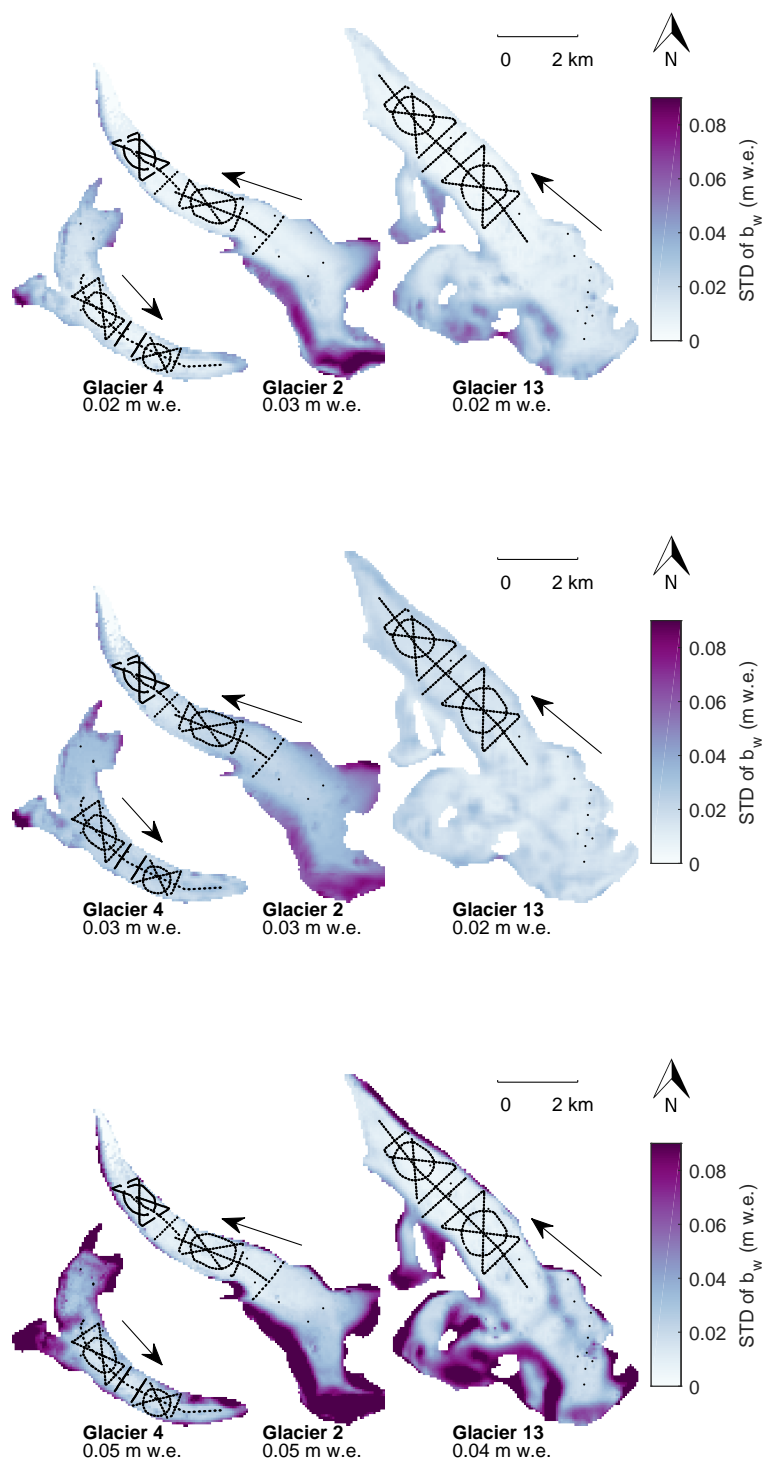 0 2 km
N
0.08
0.06
0.04
0.02
0
STD of b_w (m w.e.)
Glacier 4
0.02 m w.e.
Glacier 2
0.03 m w.e.
Glacier 13
0.02 m w.e.
0 2 km
N
0.08
0.06
0.04
0.02
0
STD of b_w (m w.e.)
Glacier 4
0.03 m w.e.
Glacier 2
0.03 m w.e.
Glacier 13
0.02 m w.e.
0 2 km
N
0.08
0.06
0.04
0.02
0
STD of b_w (m w.e.)
Glacier 4
0.05 m w.e.
Glacier 2
0.05 m w.e.
Glacier 13
0.04 m w.e.